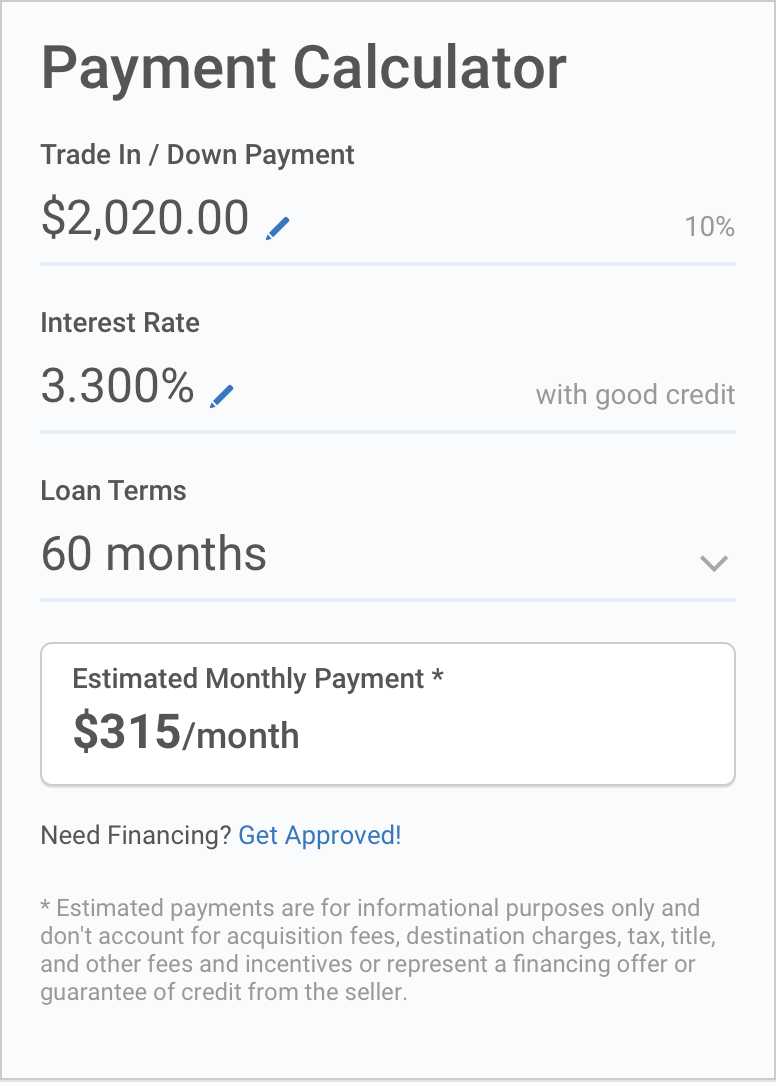 Payment Calculator
Trade In / Down Payment
$2,020.00
10%
Interest Rate
3.300%
with good credit
Loan Terms
60 months
Estimated Monthly Payment *
$315/month
Need Financing? Get Approved!
* Estimated payments are for informational purposes only and
don't account for acquisition fees, destination charges, tax, title,
and other fees and incentives or represent a financing offer or
guarantee of credit from the seller.